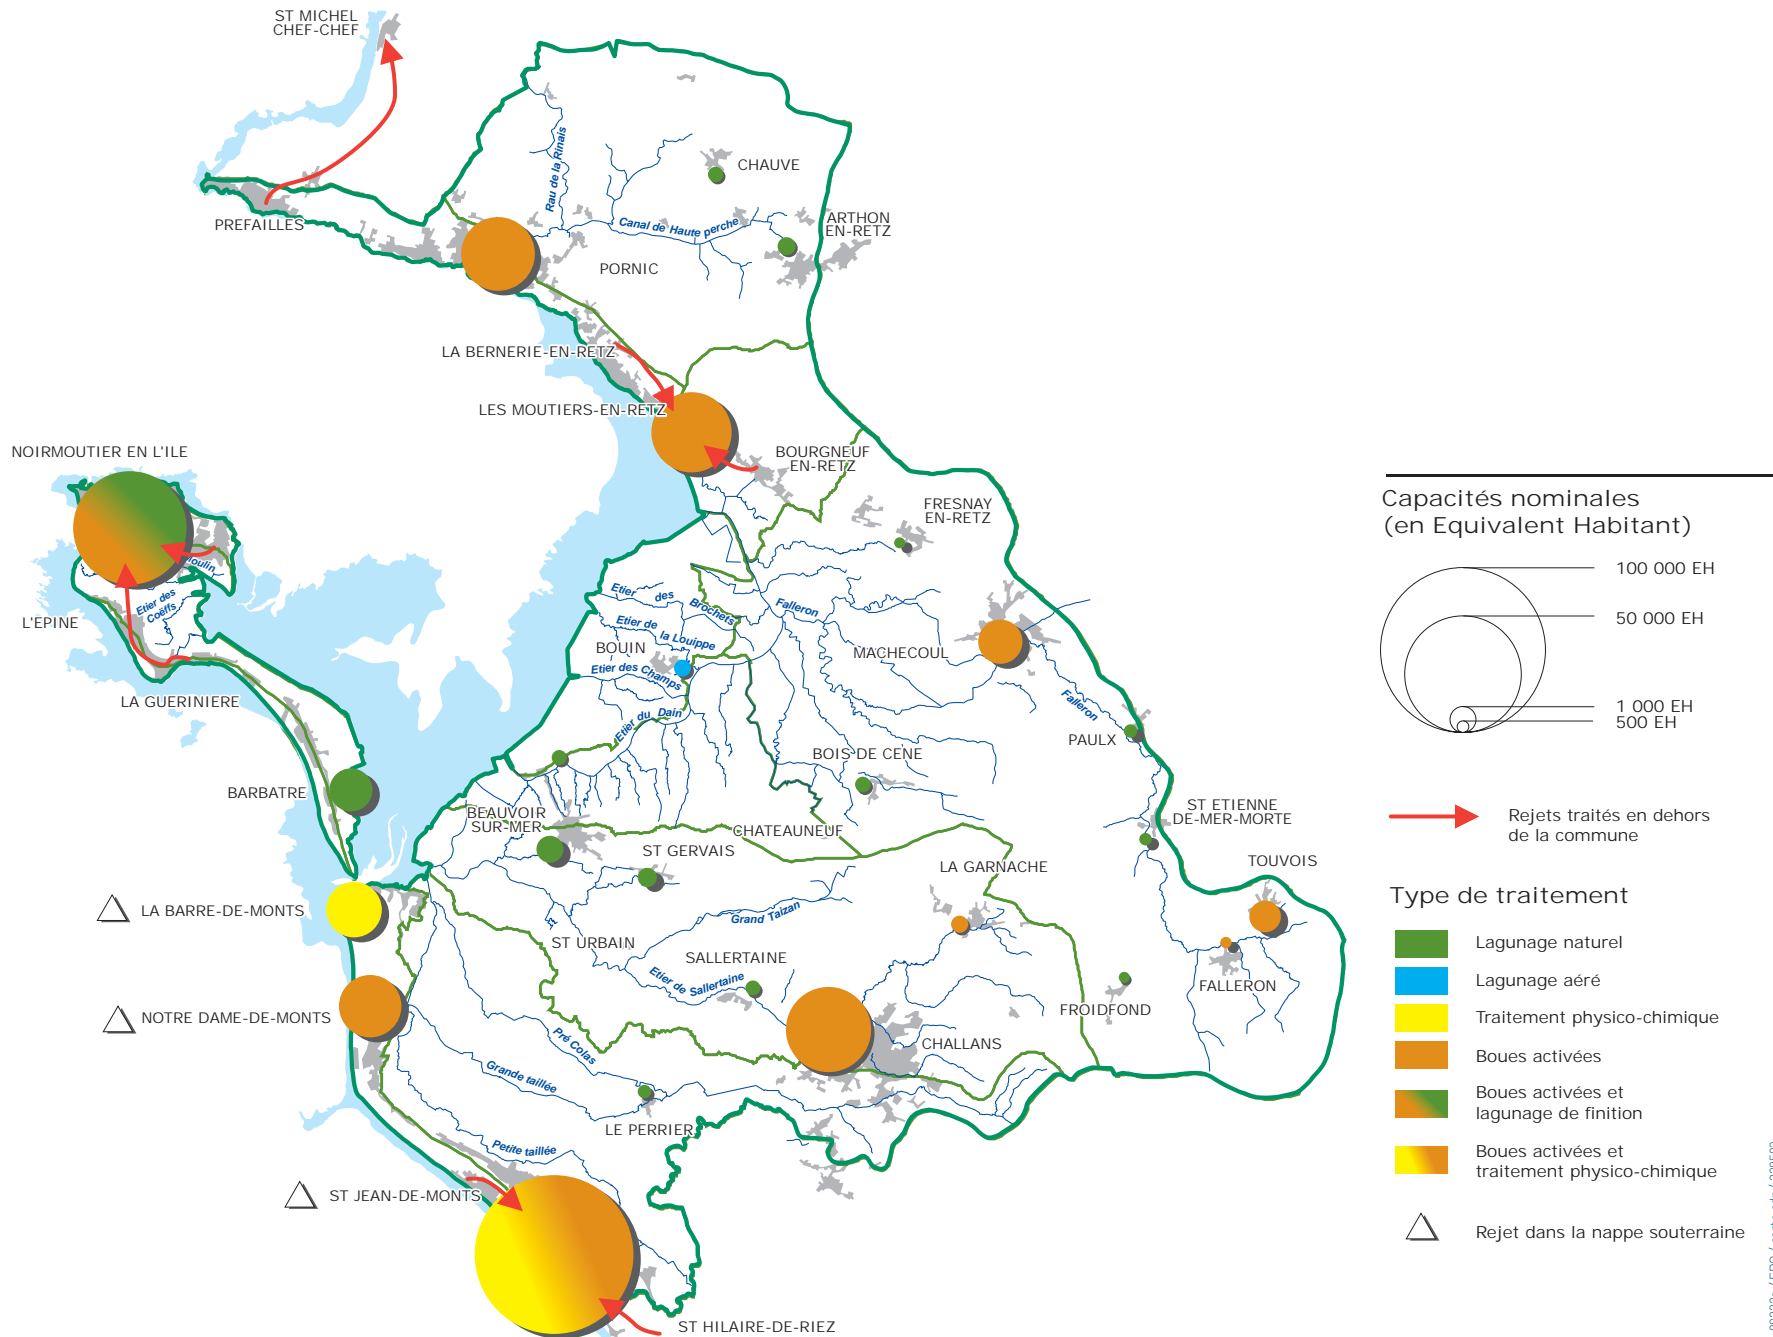 ST MICHEL
CHEF-CHEF
CHAUVE
Rau de la Rinais
PREFAILLES
Canal de Haute perche
ARTHON
EN-RETZ
PORNIC
LA BERNERIE-EN-RETZ
LES MOUTIERS-EN-RETZ
NOIRMOUTIER EN L'ILE
BOURGNEUF
EN-RETZ
FRESNAY
EN-RETZ
Etier des
Coëffs
L'EPINE
Etier des Brochets
Falleron
Etier de la Louippe
BOUIN
MACHECOUL
Etier des Champs
LA GUERINIERE
Etier du Dain
Falleron
PAULX
BOIS-DE CENE
BARBATRE
BEAUVOIR
SUR-MER
CHATEAUNEUF
ST ETIENNE
DE-MER-MORTE
ST GERVAIS
LA GARNACHE
TOUVOIS
LA BARRE-DE-MONTS
Grand Taizan
ST URBAIN
SALLERTAINE
Etier de Sallertaine
FALLERON
FROIDFOND
NOTRE DAME-DE-MONTS
Pré Colas
CHALLANS
Grande taillée
LE PERRIER
Petite taillée
ST JEAN-DE-MONTS
ST HILAIRE-DE-RIEZ
Capacités nominales
(en Equivalent Habitant)
100 000 EH
50 000 EH
1 000 EH
500 EH
Rejets traités en dehors
de la commune
Type de traitement
Lagunage naturel
Lagunage aéré
Traitement physico-chimique
Boues activées
Boues activées et
lagunage de finition
Boues activées et
traitement physico-chimique
Rejet dans la nappe souterraine